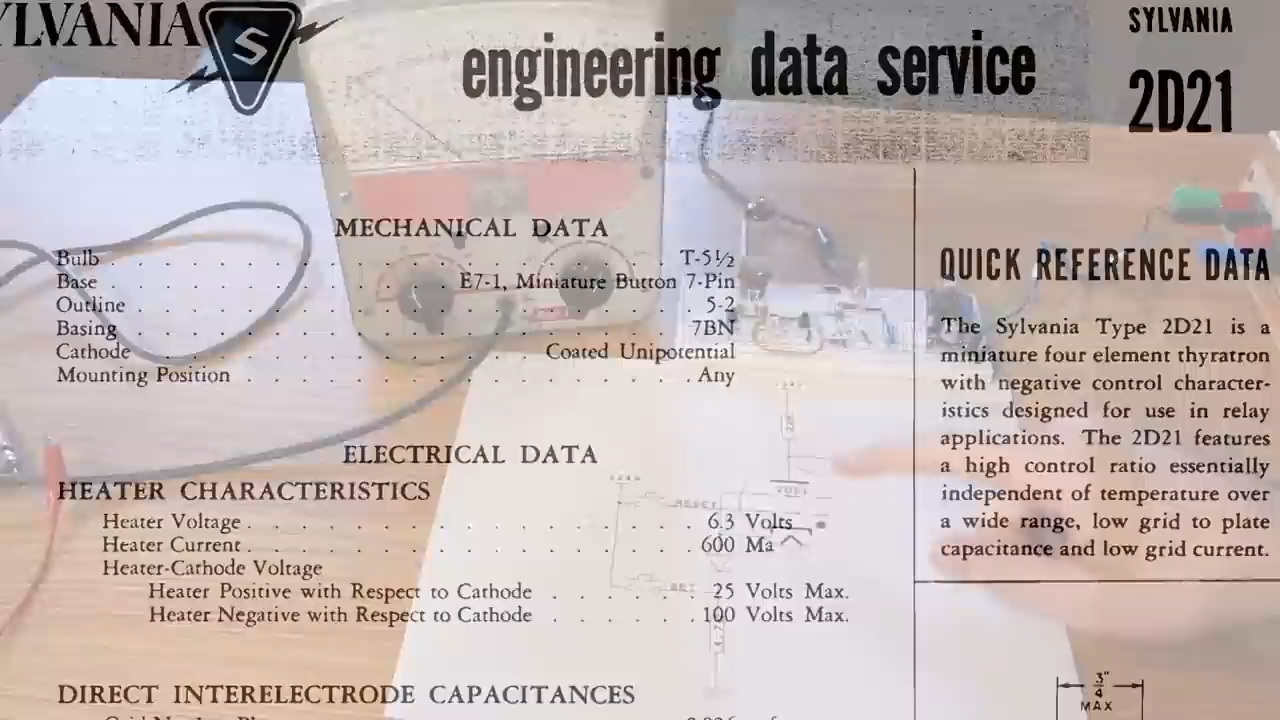 YLVANIA
S
engineering data service
SYLVANIA
2D21
MECHANICAL DATA
Bulb . . . . . . . . . . . . . . . . . . . . . T-5½
Base . . . . . . . . . . . . E7-1, Miniature Button 7-Pin
Outline . . . . . . . . . . . . . . . . . . . . 5-2
Basing . . . . . . . . . . . . . . . . . . . . 7BN
Cathode . . . . . . . . . . . . . . . Coated Unipotential
Mounting Position . . . . . . . . . . . . . . . . Any
ELECTRICAL DATA
HEATER CHARACTERISTICS
Heater Voltage . . . . . . . . . . . . . . . 6.3 Volts
Heater Current . . . . . . . . . . . . . . . 600 Ma
Heater-Cathode Voltage
Heater Positive with Respect to Cathode . . . . . . 25 Volts Max.
Heater Negative with Respect to Cathode . . . . . . 100 Volts Max.
DIRECT INTERELECTRODE CAPACITANCES
QUICK REFERENCE DATA
The Sylvania Type 2D21 is a
miniature four element thyratron
with negative control character-
istics designed for use in relay
applications. The 2D21 features
a high control ratio essentially
independent of temperature over
a wide range, low grid to plate
capacitance and low grid current.
3/4"
MAX
RESET
SET